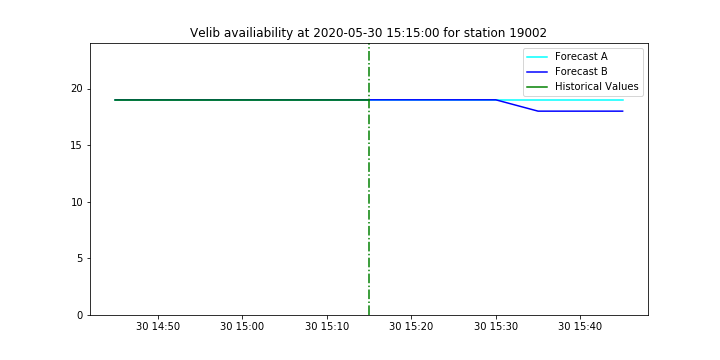 Velib availiability at 2020-05-30 15:15:00 for station 19002
Forecast A
Forecast B
Historical Values
20
15
10
5
0
30 14:50
30 15:00
30 15:10
30 15:20
30 15:30
30 15:40